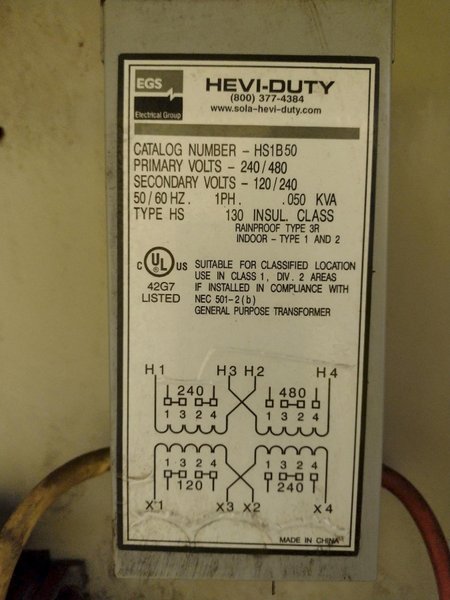 EGS
Electrical Group
HEVI-DUTY
(800) 377-4384
www.sola-hevi-duty.com
CATALOG NUMBER - HS1B50
PRIMARY VOLTS - 240/480
SECONDARY VOLTS - 120/240
50/60 HZ. 1PH. .050 KVA
TYPE HS 130 INSUL. CLASS
RAINPROOF TYPE 3R
INDOOR - TYPE 1 AND 2
C UL US
42G7
LISTED
SUITABLE FOR CLASSIFIED LOCATION
USE IN CLASS 1, DIV. 2 AREAS
IF INSTALLED IN COMPLIANCE WITH
NEC 501-2(b)
GENERAL PURPOSE TRANSFORMER
H1 H3 H2 H4
240 480
1 3 2 4 1 3 2 4
1 3 2 4 1 3 2 4
120 240
X1 X3 X2 X4
MADE IN CHINA